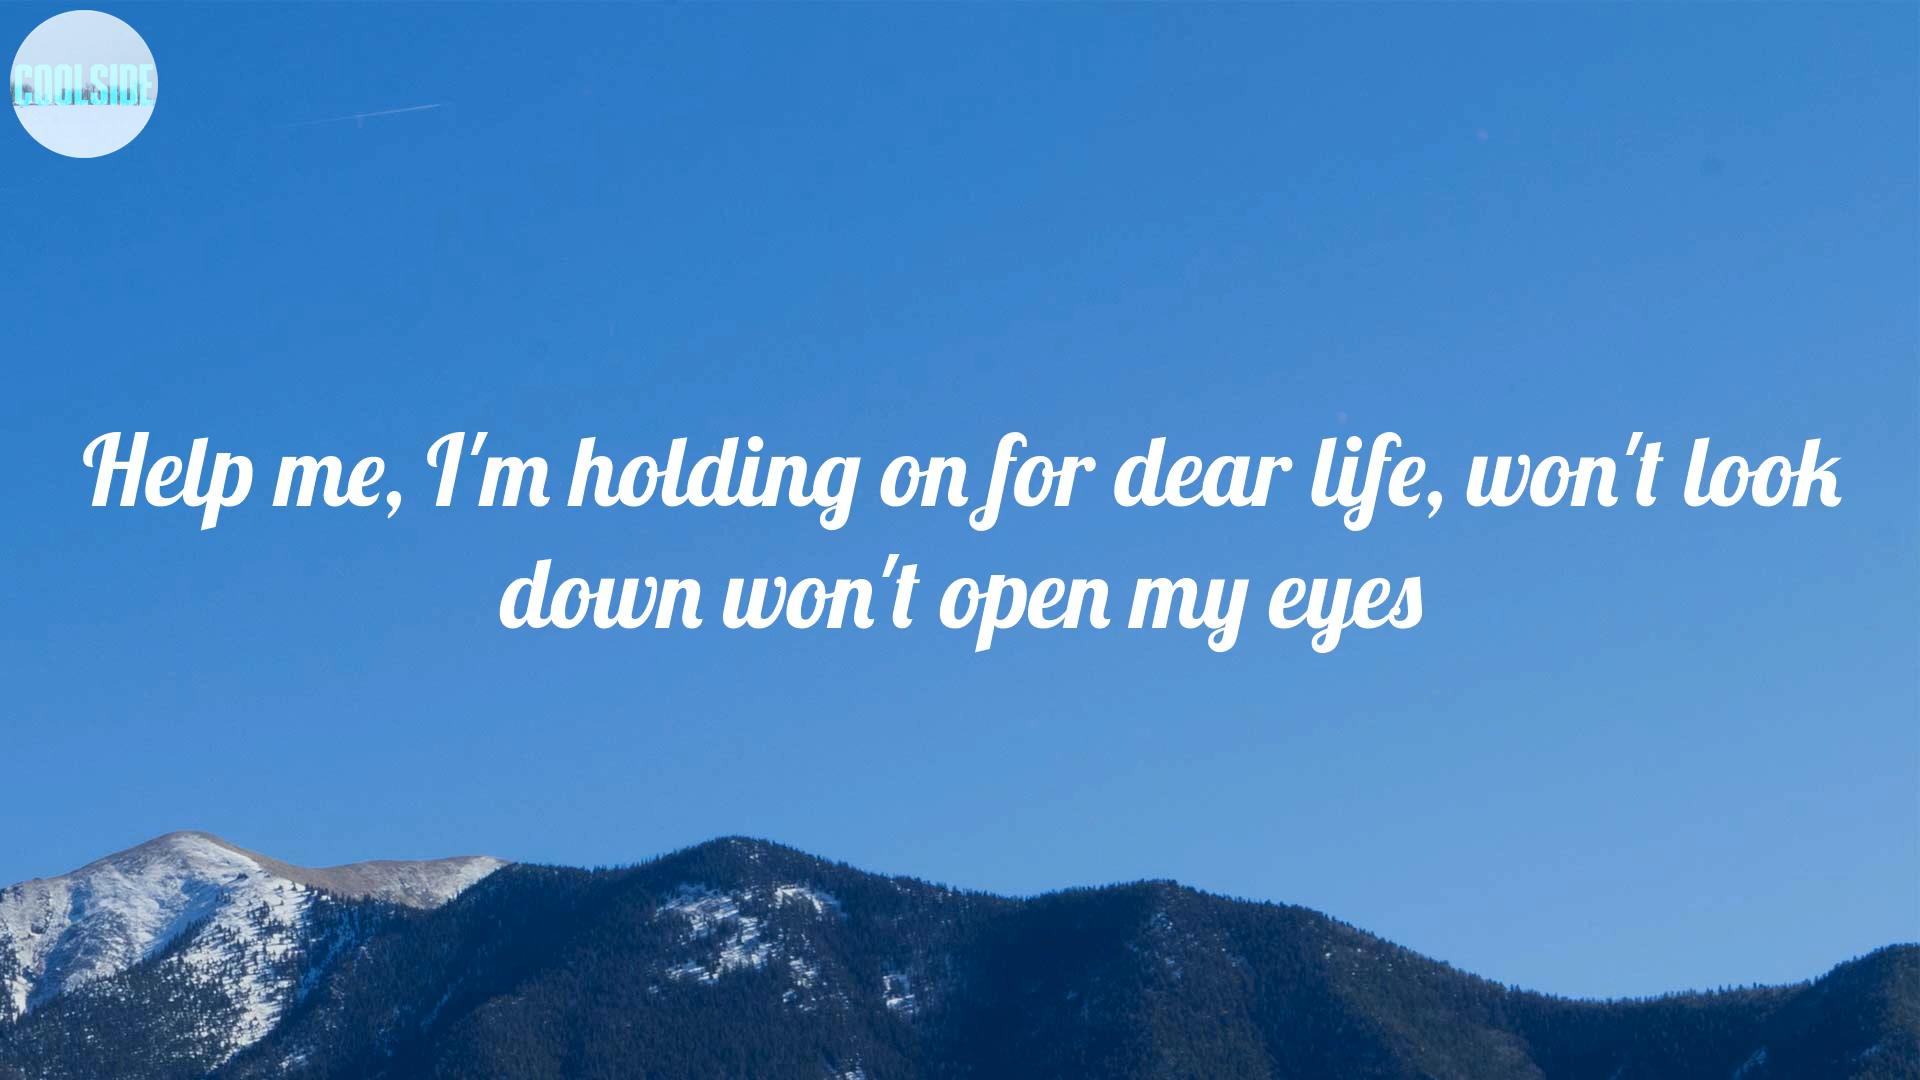 COOLSIDE
Help me, I'm holding on for dear life, won't look
down won't open my eyes